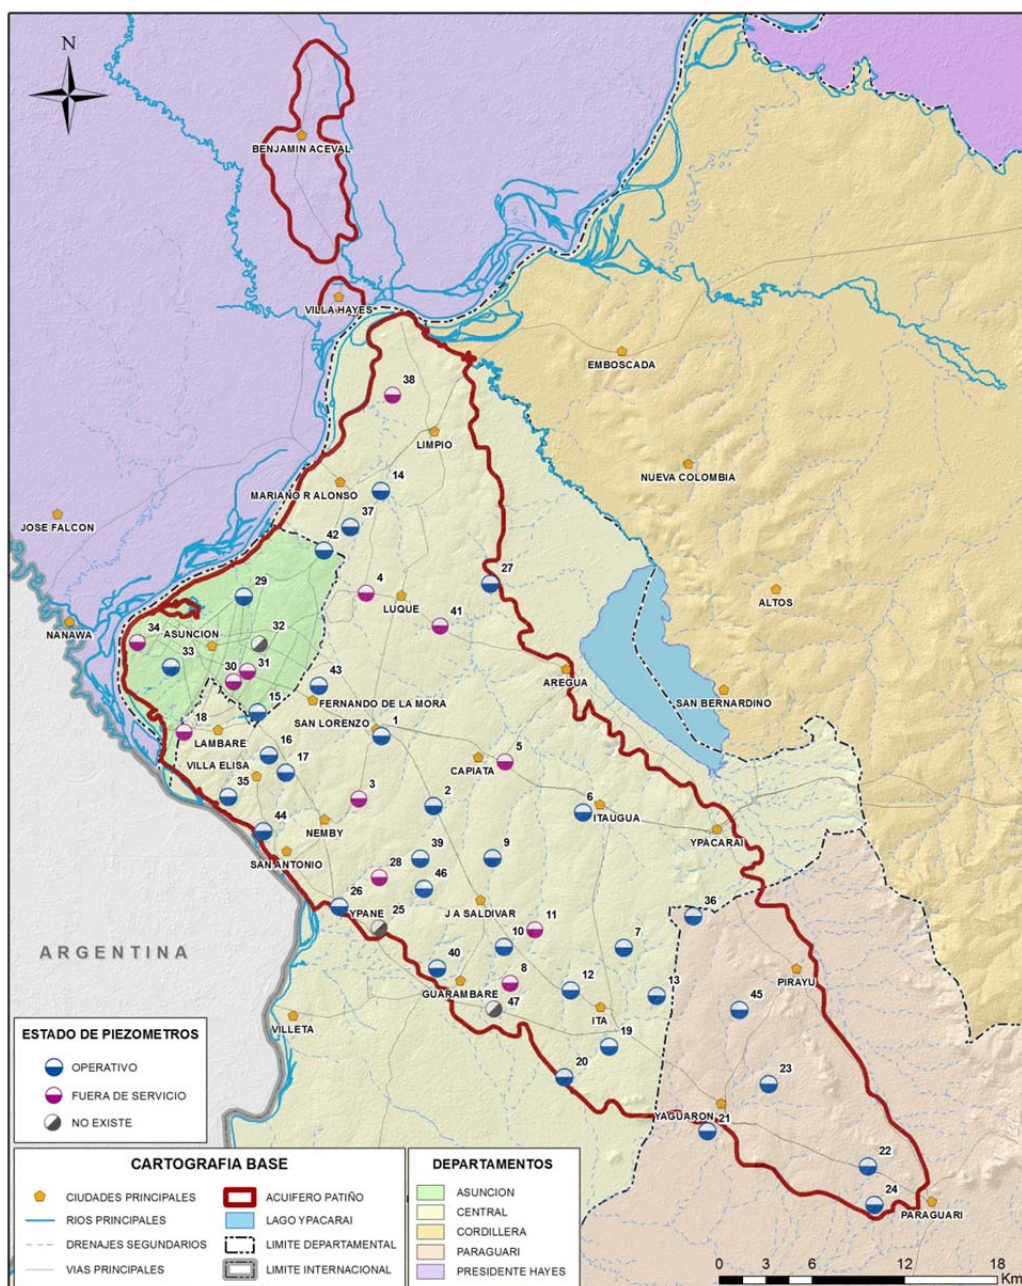 N
BENJAMIN ACEVAL
VILLA HAYES
EMBOSCADA
38
LIMPIO
NUEVA COLOMBIA
14
MARIANO R ALONSO
JOSE FALCON
37
42
27
29
4
LUQUE
ALTOS
41
NANAWA
34
ASUNCION
32
33
30
31
AREGUA
43
SAN BERNARDINO
15
FERNANDO DE LA MORA
18
SAN LORENZO
1
LAMBARE
16
17
5
VILLA ELISA
CAPIATA
35
3
2
6
ITAUGUA
44
NEMBY
YPACARAI
SAN ANTONIO
39
9
28
46
26
YPANE
25
J A SALDIVAR
36
11
10
7
ARGENTINA
40
8
12
13
PIRAYU
GUARAMBARE
47
45
VILLETA
ITA
19
20
23
YAGUARON
21
22
24
PARAGUARI
ESTADO DE PIEZOMETROS
OPERATIVO
FUERA DE SERVICIO
NO EXISTE
CARTOGRAFIA BASE
CIUDADES PRINCIPALES
RIOS PRINCIPALES
DRENAJES SEGUNDARIOS
VIAS PRINCIPALES
ACUIFERO PATIÑO
LAGO YPACARAI
LIMITE DEPARTAMENTAL
LIMITE INTERNACIONAL
DEPARTAMENTOS
ASUNCION
CENTRAL
CORDILLERA
PARAGUARI
PRESIDENTE HAYES
0 3 6 12 18
Km